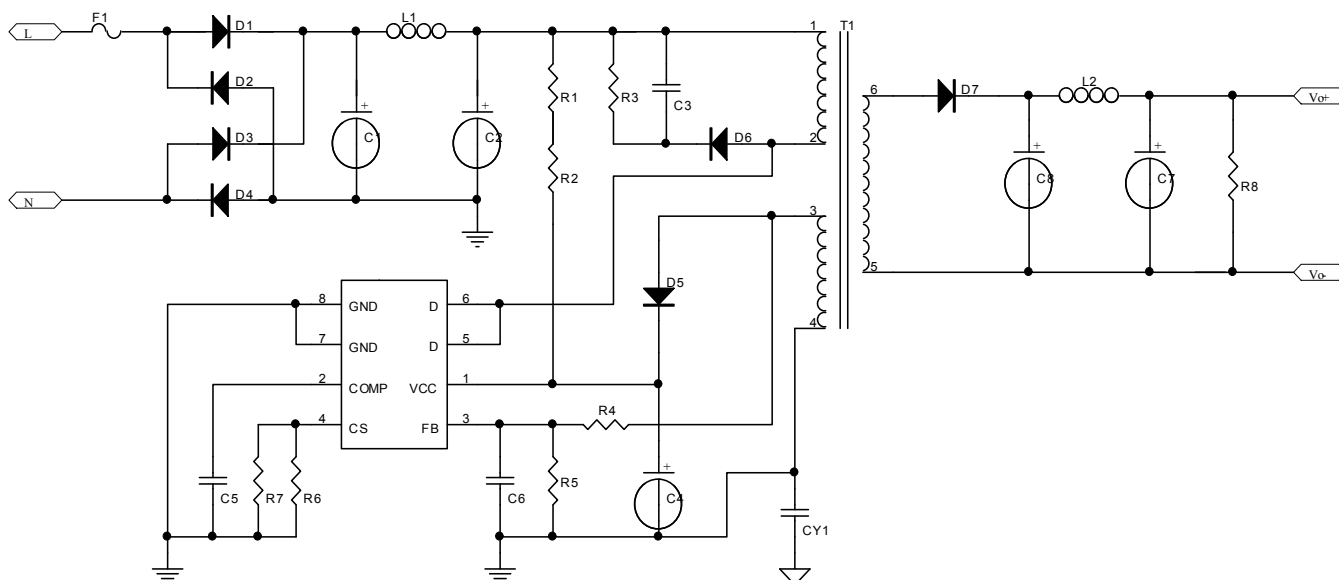 F1
L
D1
L1
1
T1
D2
R1
R3
C3
6
D7
L2
Vo+
D3
C1
C2
D6
2
R2
C8
C7
R8
D4
N
3
5
Vo-
D5
8
GND
D
6
4
7
GND
D
5
2
COMP
VCC
1
4
CS
FB
3
R4
C5
R7
R6
C6
R5
C4
CY1